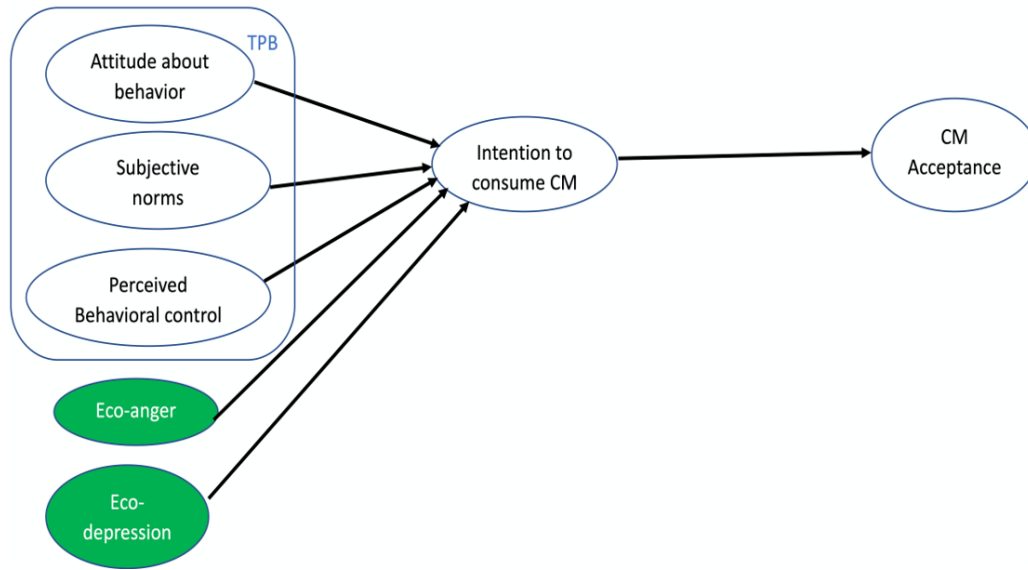 TPB
Attitude about
behavior
Subjective
norms
Perceived
Behavioral control
Eco-anger
Eco-
depression
Intention to
consume CM
CM
Acceptance